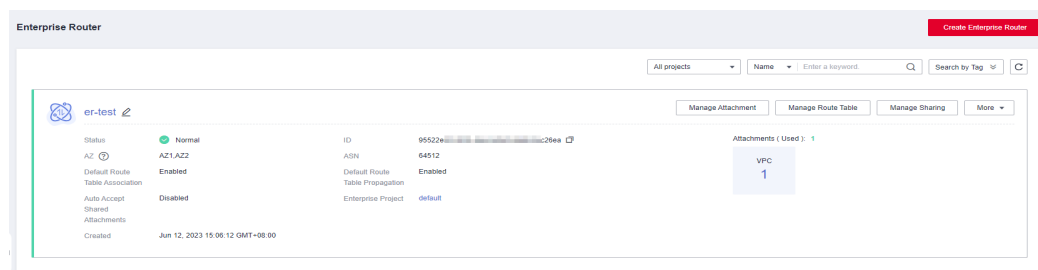 Enterprise Router
Create Enterprise Router
All projects
Name
Enter a keyword.
Search by Tag
er-test
Manage Attachment
Manage Route Table
Manage Sharing
More
Status
Normal
ID
95522e
c26ea
Attachments ( Used ): 1
AZ
AZ1,AZ2
ASN
64512
VPC
1
Default Route
Table Association
Enabled
Default Route
Table Propagation
Enabled
Auto Accept
Shared
Attachments
Disabled
Enterprise Project
default
Created
Jun 12, 2023 15:06:12 GMT+08:00